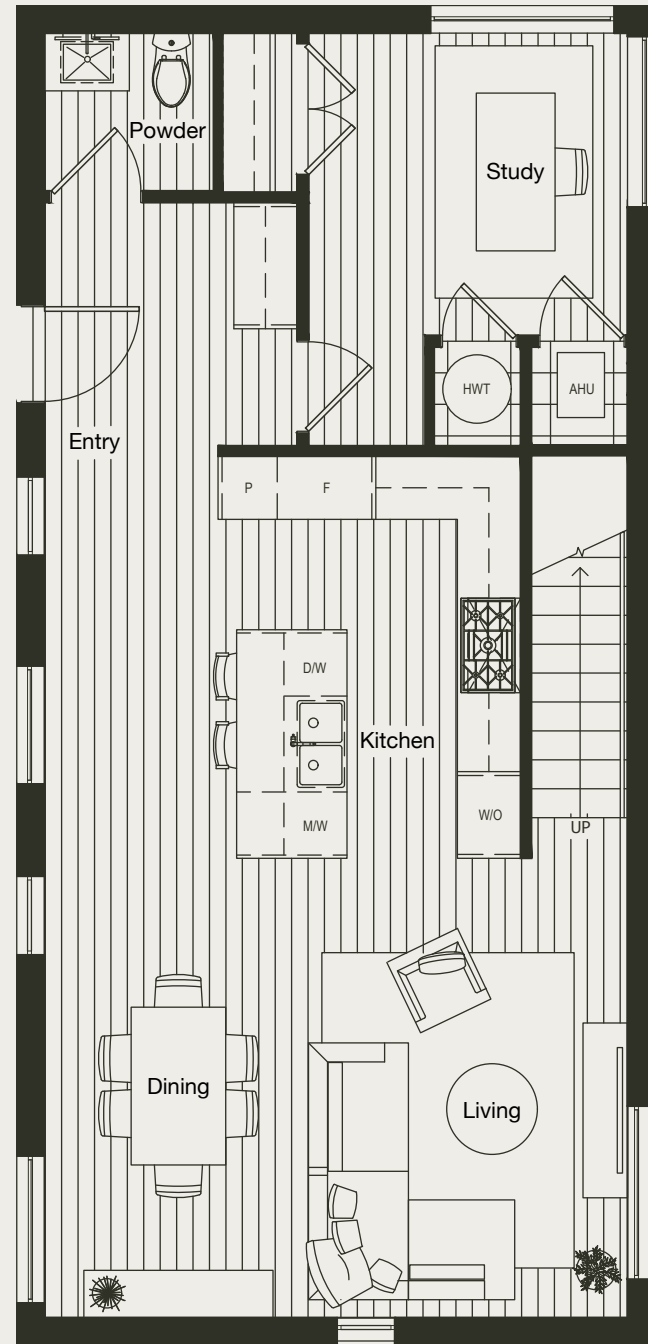 Powder
Study
HWT
AHU
Entry
P
F
D/W
Kitchen
M/W
W/O
UP
Dining
Living